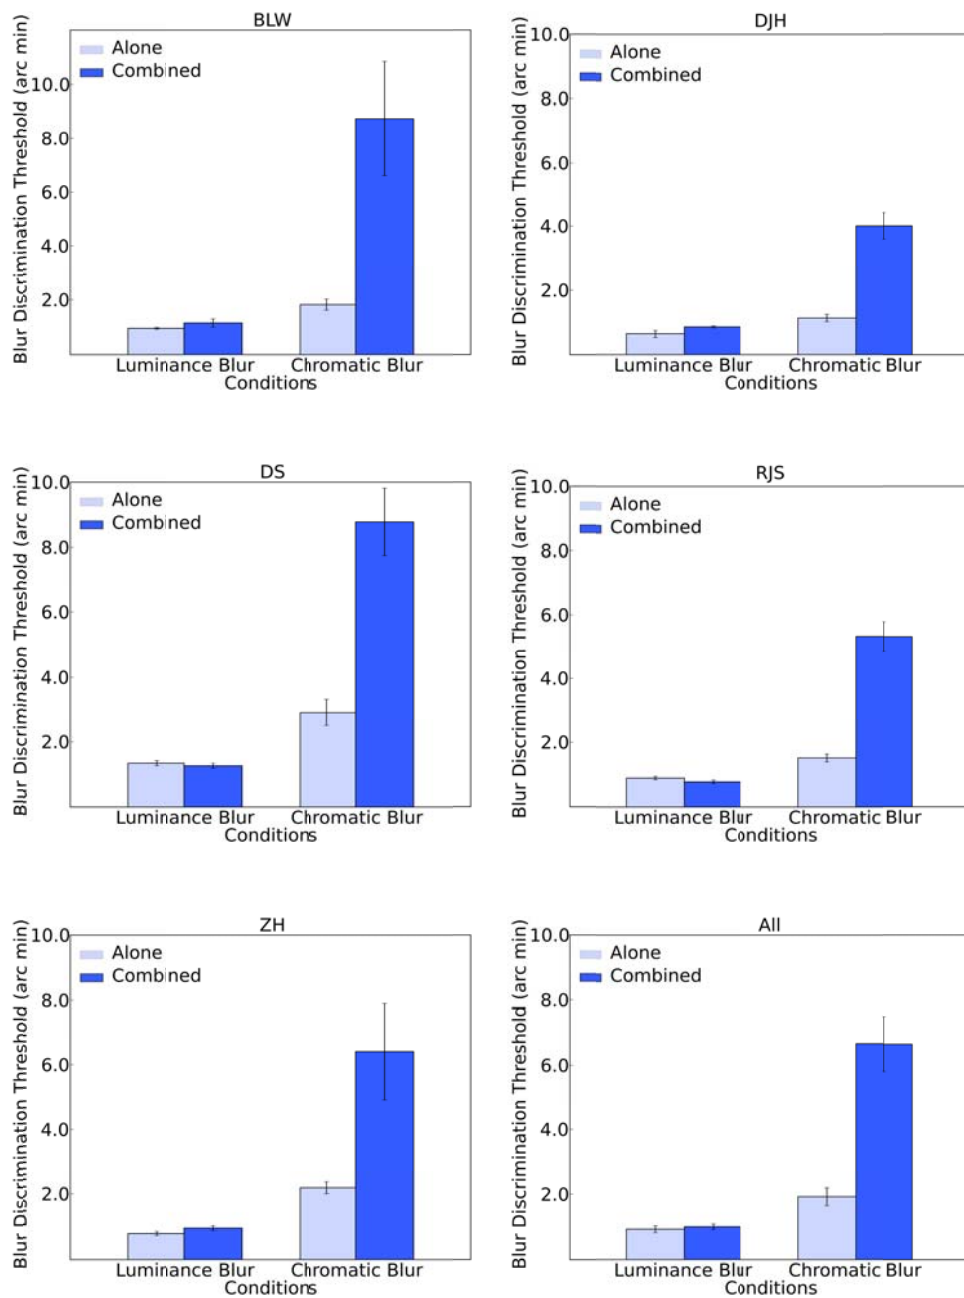 BLW
Alone
Combined
Blur Discrimination Threshold (arc min)
10.0
8.0
6.0
4.0
2.0
Luminance Blur Chromatic Blur
Conditions
DJH
Alone
Combined
Blur Discrimination Threshold (arc min)
10.0
8.0
6.0
4.0
2.0
Luminance Blur Chromatic Blur
Conditions
DS
Alone
Combined
Blur Discrimination Threshold (arc min)
10.0
8.0
6.0
4.0
2.0
Luminance Blur Chromatic Blur
Conditions
RJS
Alone
Combined
Blur Discrimination Threshold (arc min)
10.0
8.0
6.0
4.0
2.0
Luminance Blur Chromatic Blur
Conditions
ZH
Alone
Combined
Blur Discrimination Threshold (arc min)
10.0
8.0
6.0
4.0
2.0
Luminance Blur Chromatic Blur
Conditions
All
Alone
Combined
Blur Discrimination Threshold (arc min)
10.0
8.0
6.0
4.0
2.0
Luminance Blur Chromatic Blur
Conditions